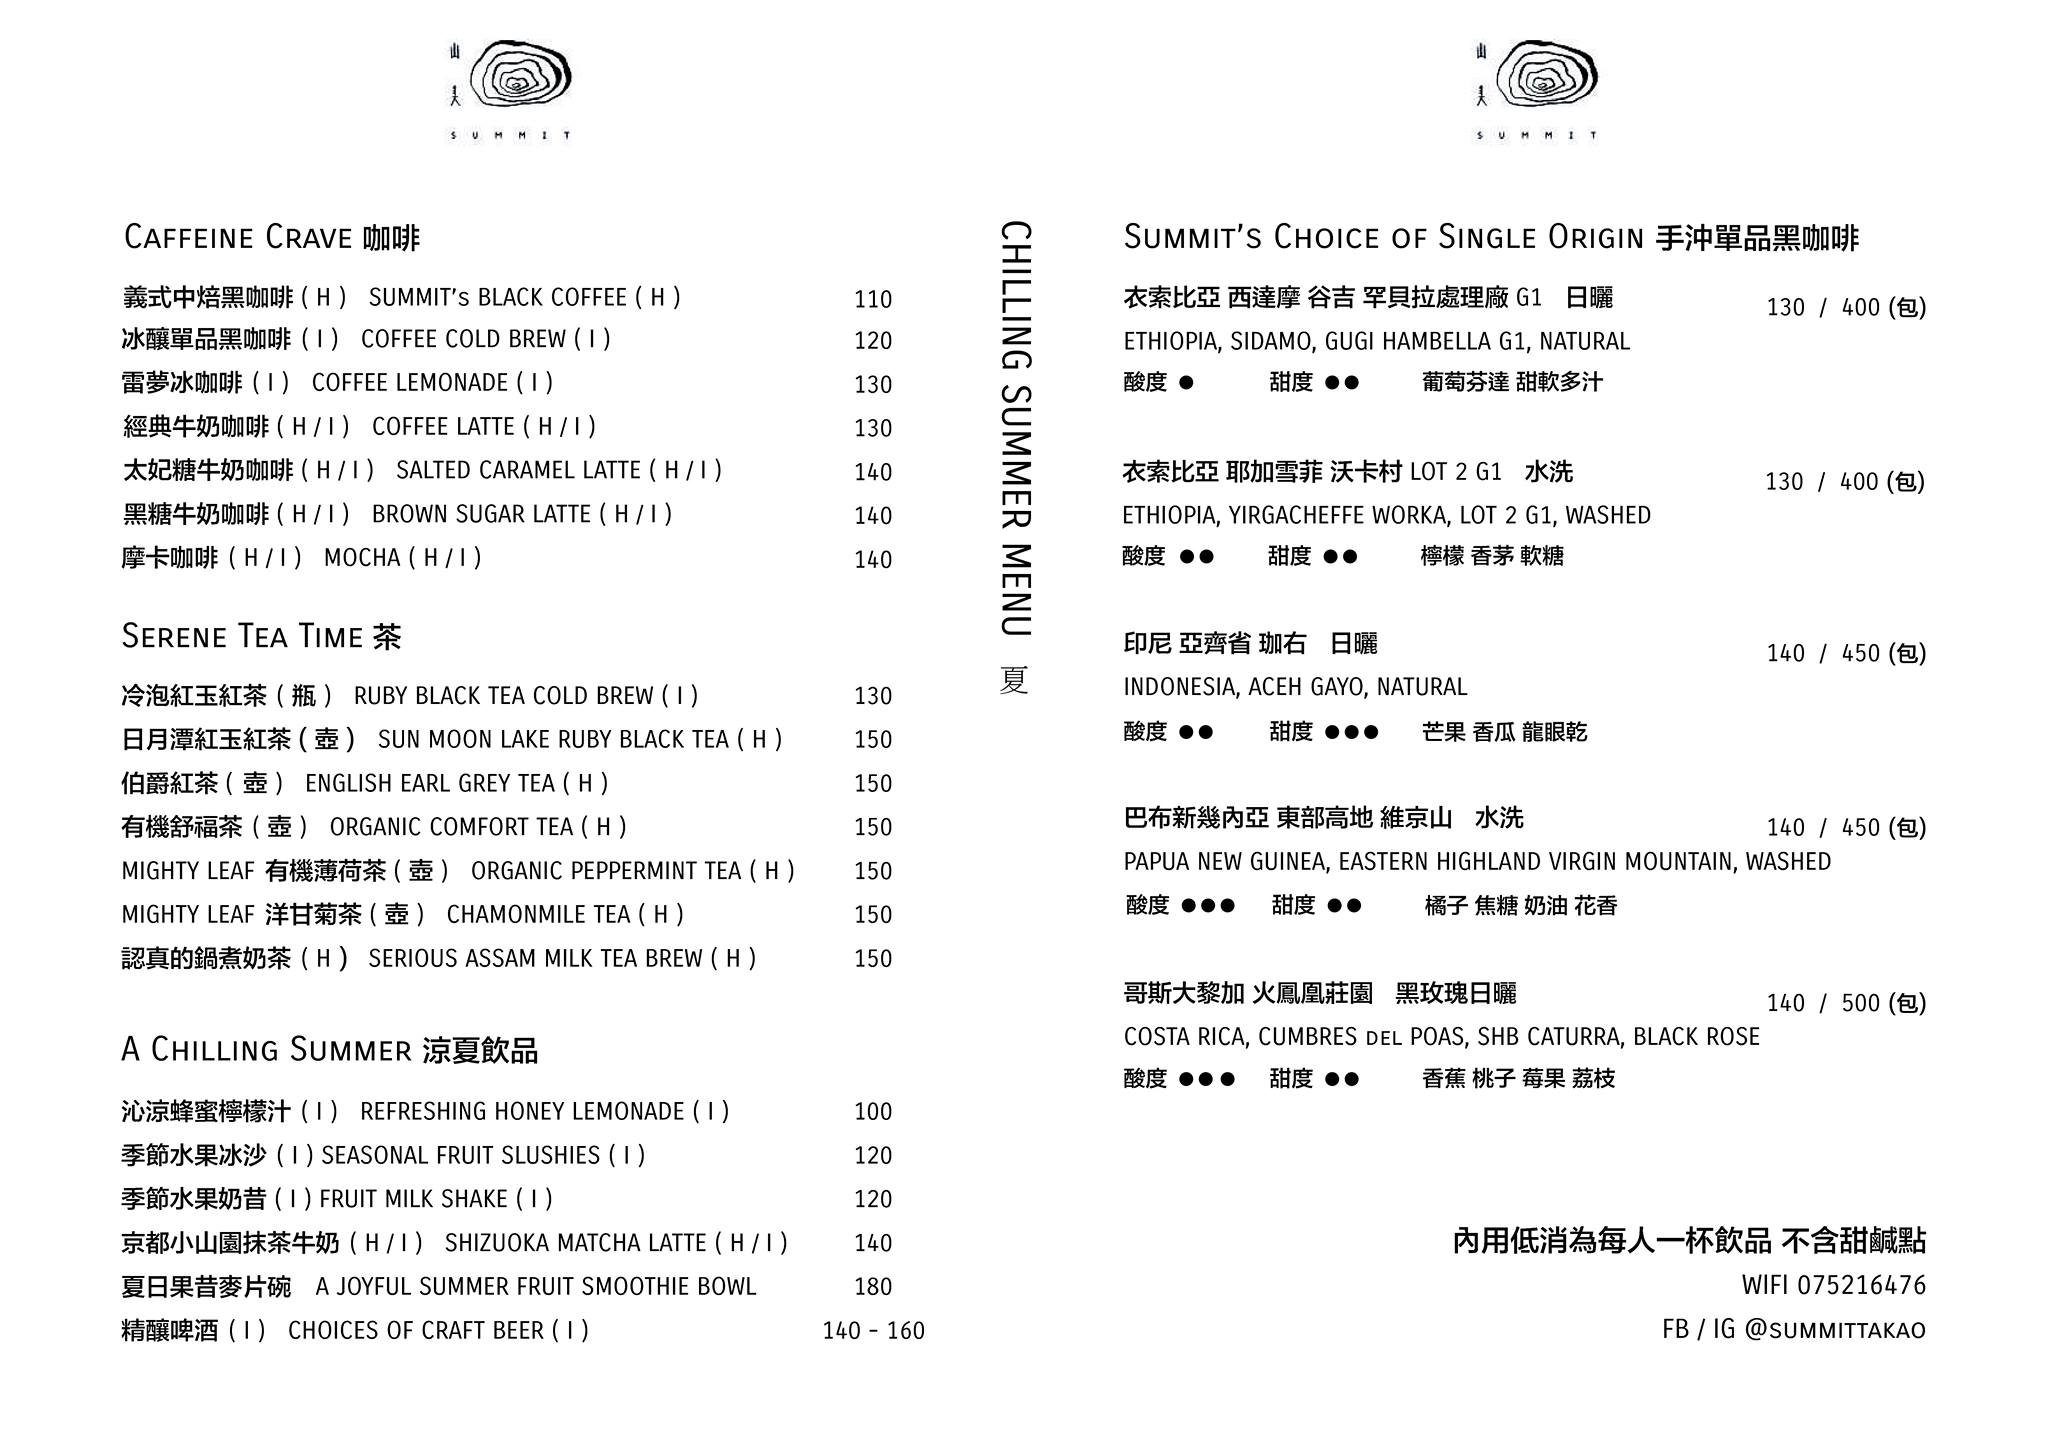 山
美
SUMMIT
CAFFEINE CRAVE 咖啡
義式中焙黑咖啡 ( H ) SUMMIT's BLACK COFFEE ( H ) 110
冰釀單品黑咖啡 ( I ) COFFEE COLD BREW ( I ) 120
雷夢冰咖啡 ( I ) COFFEE LEMONADE ( I ) 130
經典牛奶咖啡 ( H / I ) COFFEE LATTE ( H / I ) 130
太妃糖牛奶咖啡 ( H / I ) SALTED CARAMEL LATTE ( H / I ) 140
黑糖牛奶咖啡 ( H / I ) BROWN SUGAR LATTE ( H / I ) 140
摩卡咖啡 ( H / I ) MOCHA ( H / I ) 140
SERENE TEA TIME 茶
冷泡紅玉紅茶 ( 瓶 ) RUBY BLACK TEA COLD BREW ( I ) 130
日月潭紅玉紅茶 ( 壺 ) SUN MOON LAKE RUBY BLACK TEA ( H ) 150
伯爵紅茶 ( 壺 ) ENGLISH EARL GREY TEA ( H ) 150
有機舒福茶 ( 壺 ) ORGANIC COMFORT TEA ( H ) 150
MIGHTY LEAF 有機薄荷茶 ( 壺 ) ORGANIC PEPPERMINT TEA ( H ) 150
MIGHTY LEAF 洋甘菊茶 ( 壺 ) CHAMONMILE TEA ( H ) 150
認真的鍋煮奶茶 ( H ) SERIOUS ASSAM MILK TEA BREW ( H ) 150
A CHILLING SUMMER 涼夏飲品
沁涼蜂蜜檸檬汁 ( I ) REFRESHING HONEY LEMONADE ( I ) 100
季節水果冰沙 ( I ) SEASONAL FRUIT SLUSHIES ( I ) 120
季節水果奶昔 ( I ) FRUIT MILK SHAKE ( I ) 120
京都小山園抹茶牛奶 ( H / I ) SHIZUOKA MATCHA LATTE ( H / I ) 140
夏日果昔麥片碗 A JOYFUL SUMMER FRUIT SMOOTHIE BOWL 180
精釀啤酒 ( I ) CHOICES OF CRAFT BEER ( I ) 140 - 160
CHILLING SUMMER MENU 夏
山
美
SUMMIT
SUMMIT'S CHOICE OF SINGLE ORIGIN 手沖單品黑咖啡
衣索比亞 西達摩 谷吉 罕貝拉處理廠 G1 日曬 130 / 400 (包)
ETHIOPIA, SIDAMO, GUGI HAMBELLA G1, NATURAL
酸度 ● 甜度 ●● 葡萄芬達 甜軟多汁
衣索比亞 耶加雪菲 沃卡村 LOT 2 G1 水洗 130 / 400 (包)
ETHIOPIA, YIRGACHEFFE WORKA, LOT 2 G1, WASHED
酸度 ●● 甜度 ●● 檸檬 香茅 軟糖
印尼 亞齊省 珈右 日曬 140 / 450 (包)
INDONESIA, ACEH GAYO, NATURAL
酸度 ●● 甜度 ●●● 芒果 香瓜 龍眼乾
巴布新幾內亞 東部高地 維京山 水洗 140 / 450 (包)
PAPUA NEW GUINEA, EASTERN HIGHLAND VIRGIN MOUNTAIN, WASHED
酸度 ●●● 甜度 ●● 橘子 焦糖 奶油 花香
哥斯大黎加 火鳳凰莊園 黑玫瑰日曬 140 / 500 (包)
COSTA RICA, CUMBRES DEL POAS, SHB CATURRA, BLACK ROSE
酸度 ●●● 甜度 ●● 香蕉 桃子 莓果 荔枝
內用低消為每人一杯飲品 不含甜鹹點
WIFI 075216476
FB / IG @SUMMITTAKAO